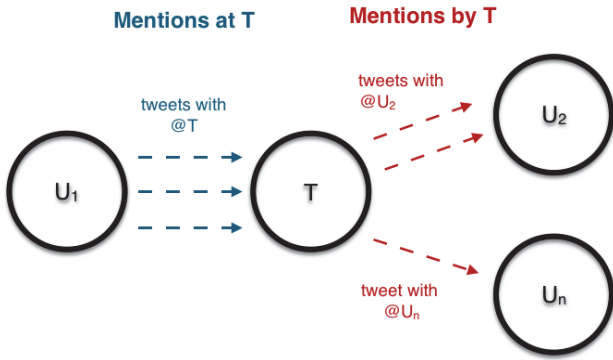 Mentions at T
Mentions by T
tweets with
@T
tweets with
@U2
U1
T
U2
tweet with
@Un
Un